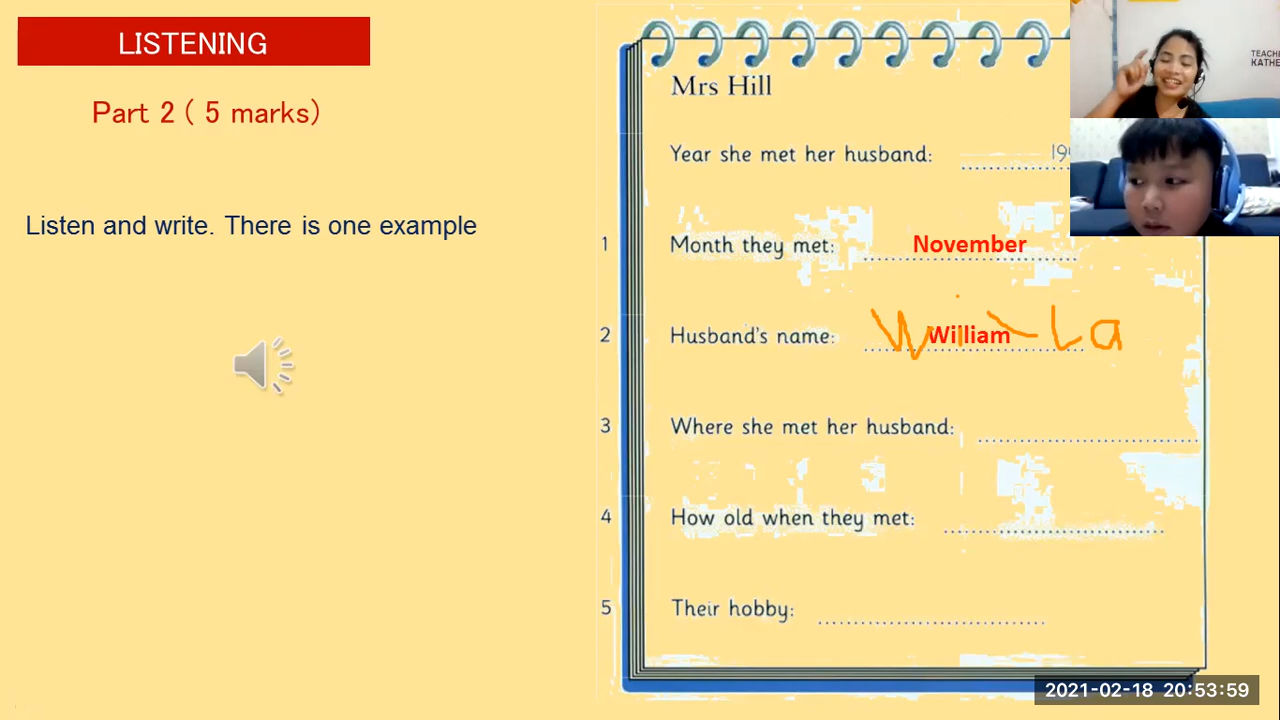 LISTENING
Part 2 ( 5 marks)
Listen and write. There is one example
Mrs Hill
Year she met her husband:
1 Month they met: November
2 Husband's name: William
3 Where she met her husband:
4 How old when they met:
5 Their hobby:
TEACHE
KATHE
2021-02-18 20:53:59